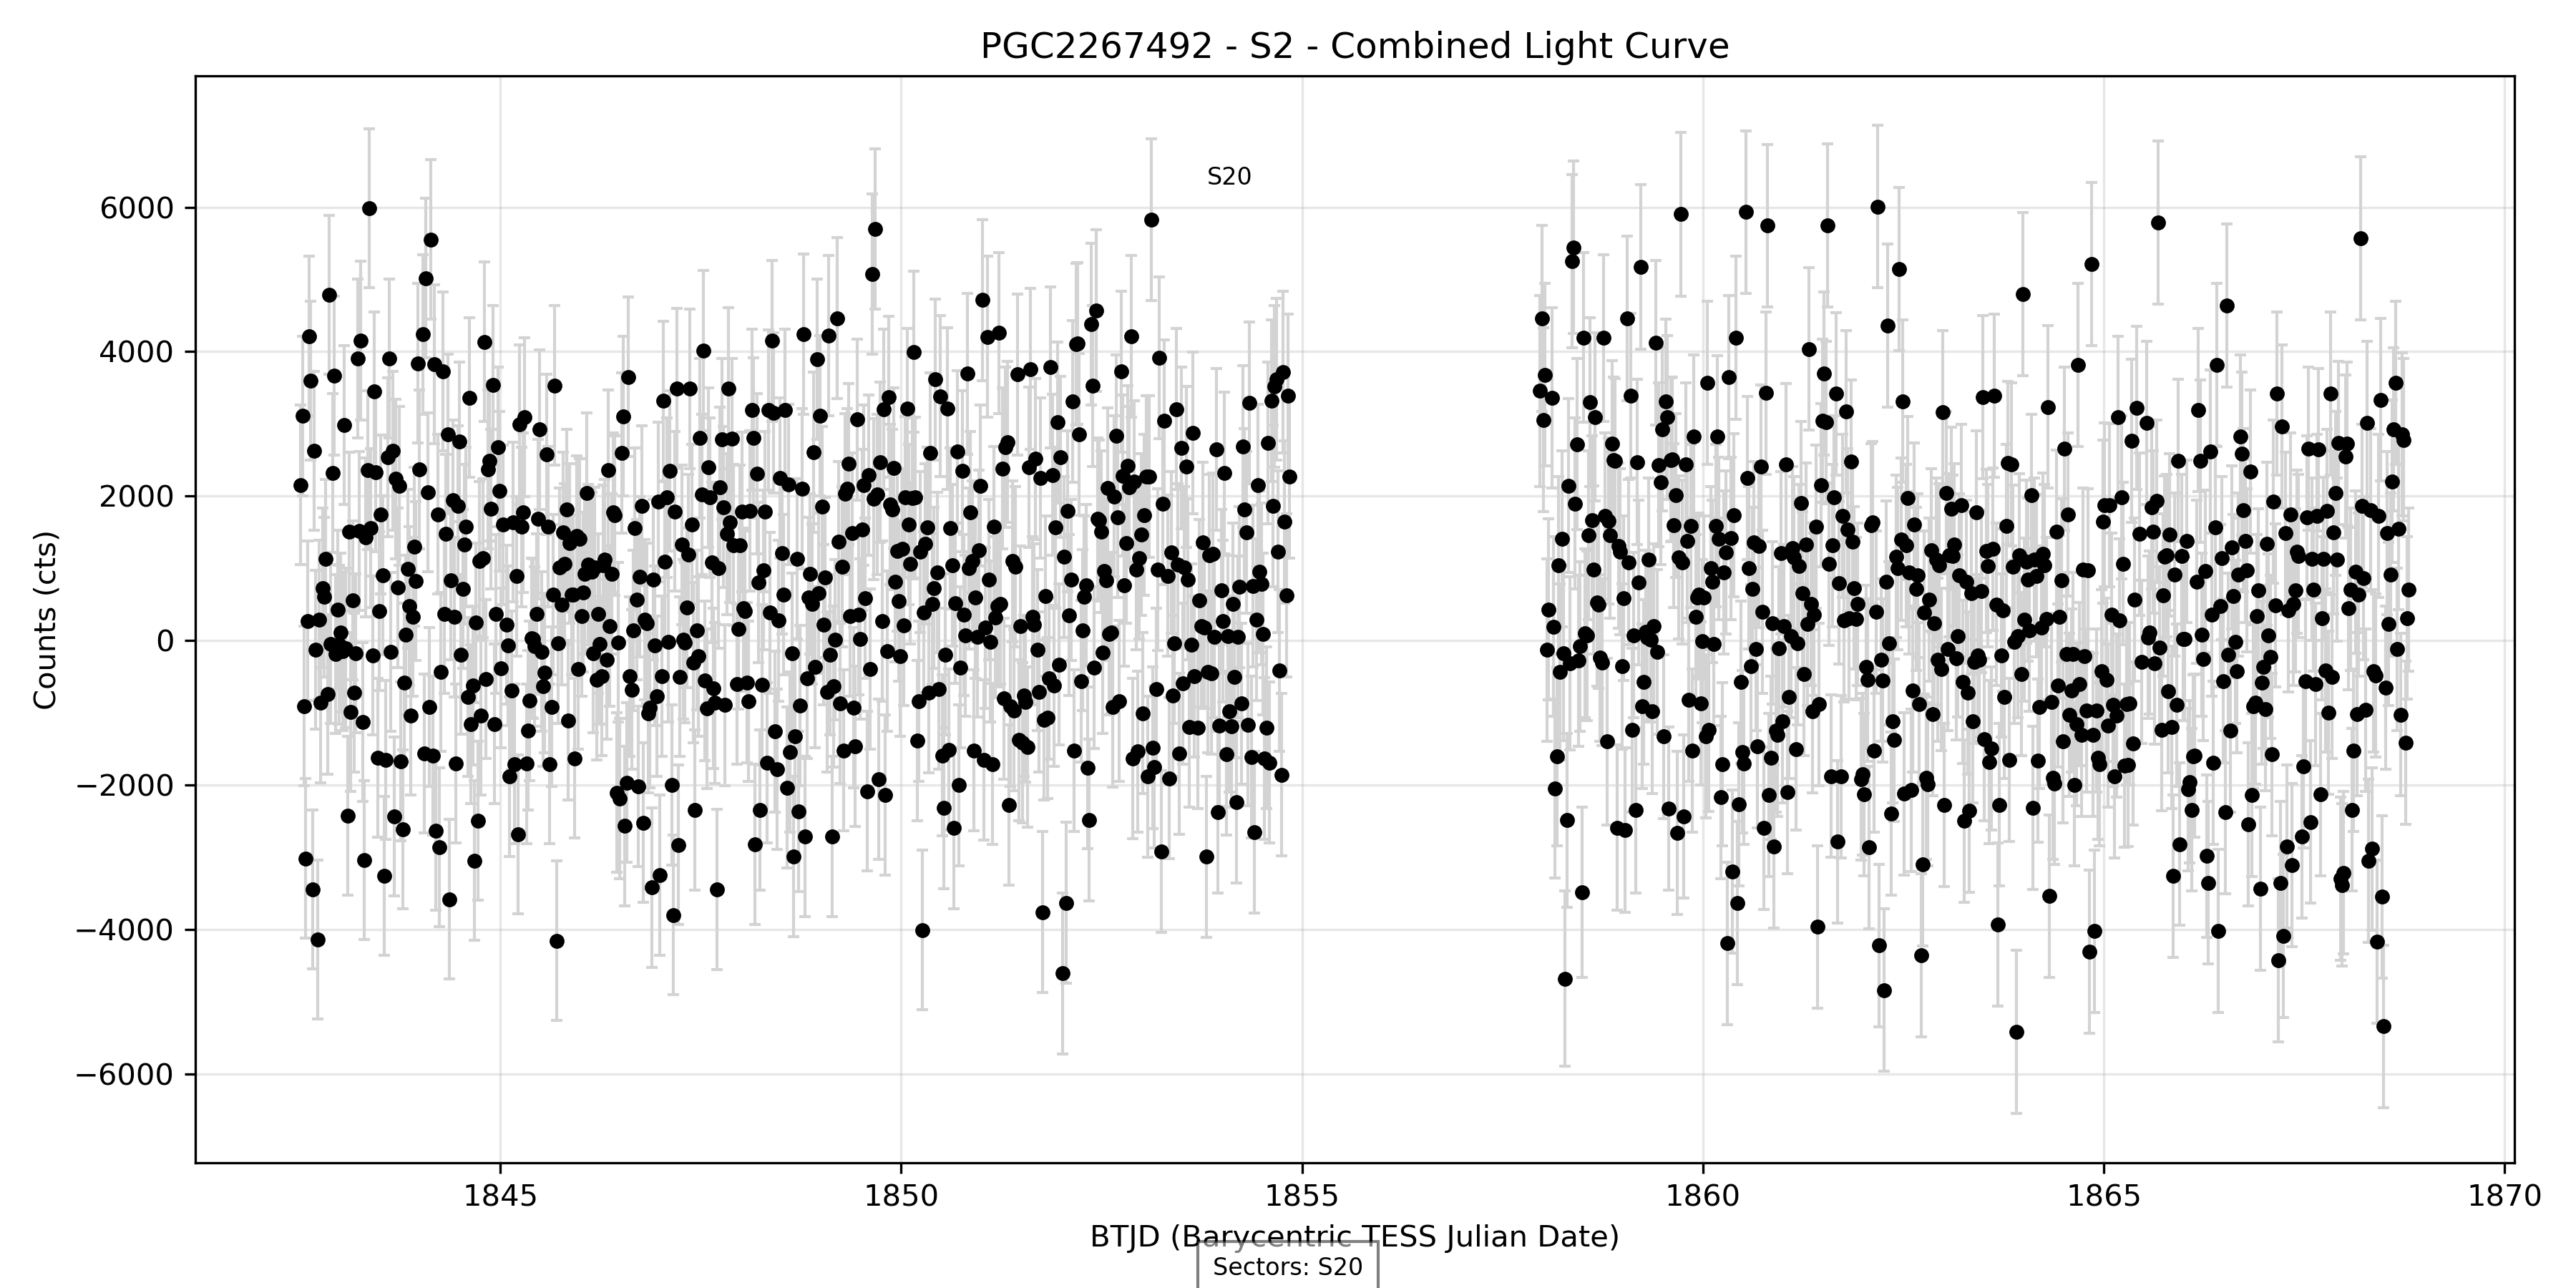 PGC2267492 - S2 - Combined Light Curve
S20
Counts (cts)
6000
4000
2000
0
−2000
−4000
−6000
1845
1850
1855
1860
1865
1870
BTJD (Barycentric TESS Julian Date)
Sectors: S20